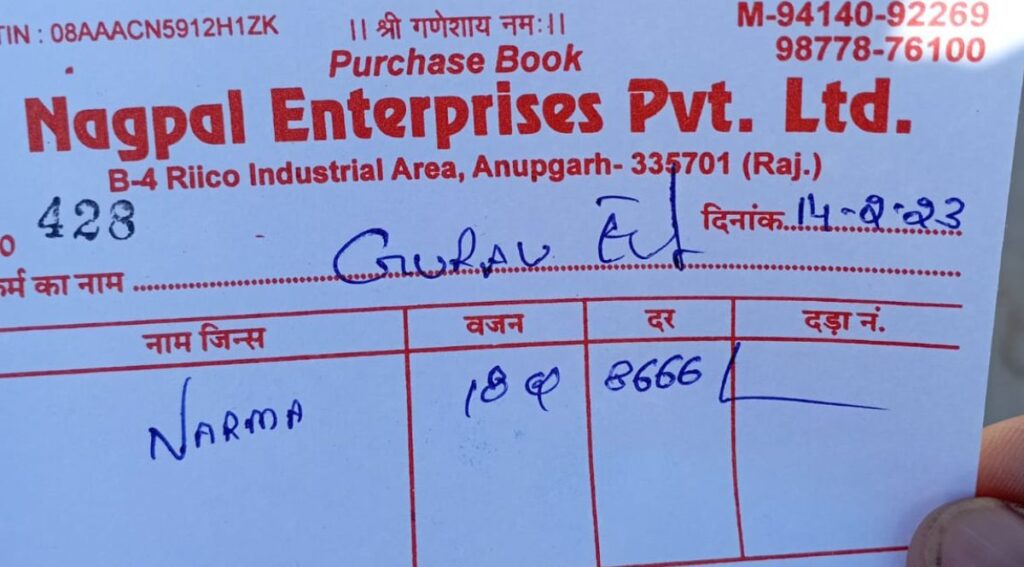 TIN : 08AAACN5912H1ZK || श्री गणेशाय नमः|| M-94140-92269
Purchase Book 98778-76100
Nagpal Enterprises Pvt. Ltd.
B-4 Riico Industrial Area, Anupgarh- 335701 (Raj.)
428 दिनांक 14-2-23
र्म का नाम GURAV
नाम जिन्स वजन दर दड़ा नं.
NARMA 18 8666/